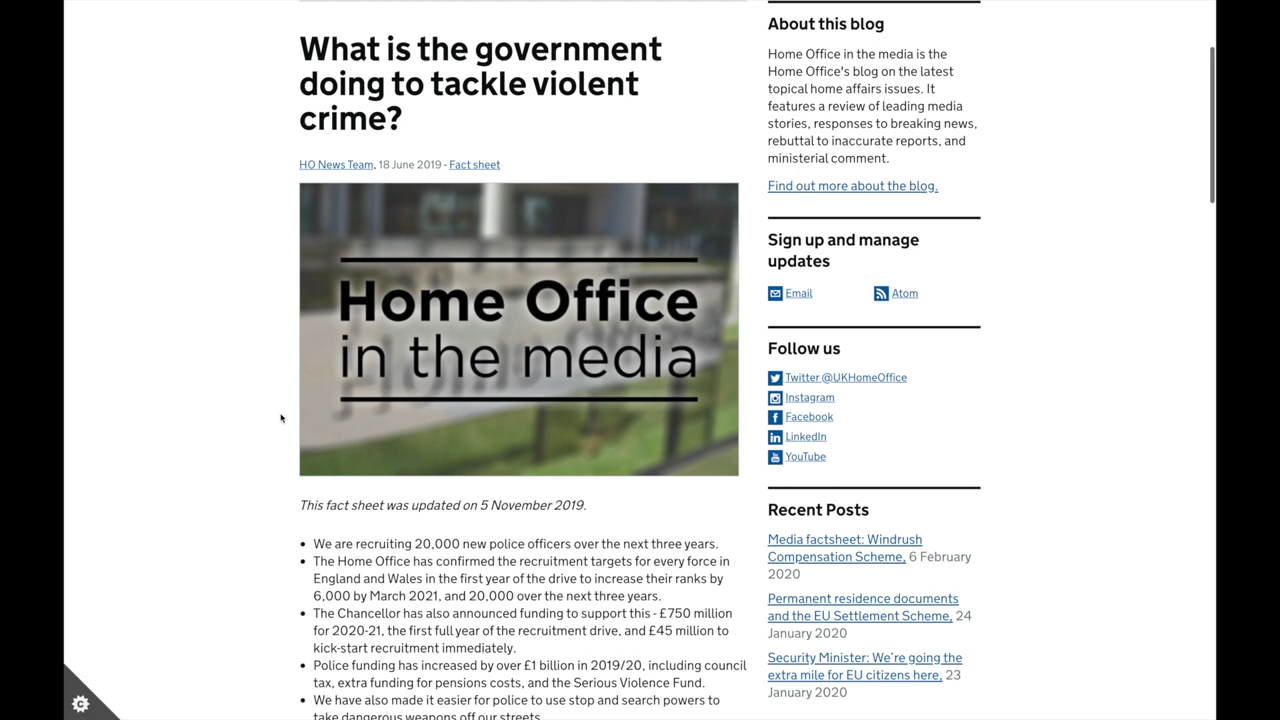 What is the government
doing to tackle violent
crime?
HO News Team, 18 June 2019 - Fact sheet
Home Office
in the media
This fact sheet was updated on 5 November 2019.
• We are recruiting 20,000 new police officers over the next three years.
• The Home Office has confirmed the recruitment targets for every force in
England and Wales in the first year of the drive to increase their ranks by
6,000 by March 2021, and 20,000 over the next three years.
• The Chancellor has also announced funding to support this - £750 million
for 2020-21, the first full year of the recruitment drive, and £45 million to
kick-start recruitment immediately.
• Police funding has increased by over £1 billion in 2019/20, including council
tax, extra funding for pensions costs, and the Serious Violence Fund.
• We have also made it easier for police to use stop and search powers to
take dangerous weapons off our streets.
About this blog
Home Office in the media is the
Home Office's blog on the latest
topical home affairs issues. It
features a review of leading media
stories, responses to breaking news,
rebuttal to inaccurate reports, and
ministerial comment.
Find out more about the blog.
Sign up and manage
updates
Email
Atom
Follow us
Twitter @UKHomeOffice
Instagram
Facebook
LinkedIn
YouTube
Recent Posts
Media factsheet: Windrush
Compensation Scheme, 6 February
2020
Permanent residence documents
and the EU Settlement Scheme, 24
January 2020
Security Minister: We're going the
extra mile for EU citizens here, 23
January 2020